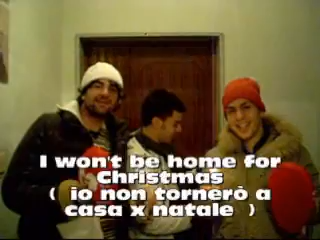 I won't be home for
Christmas
( io non tornerò a
casa x natale )